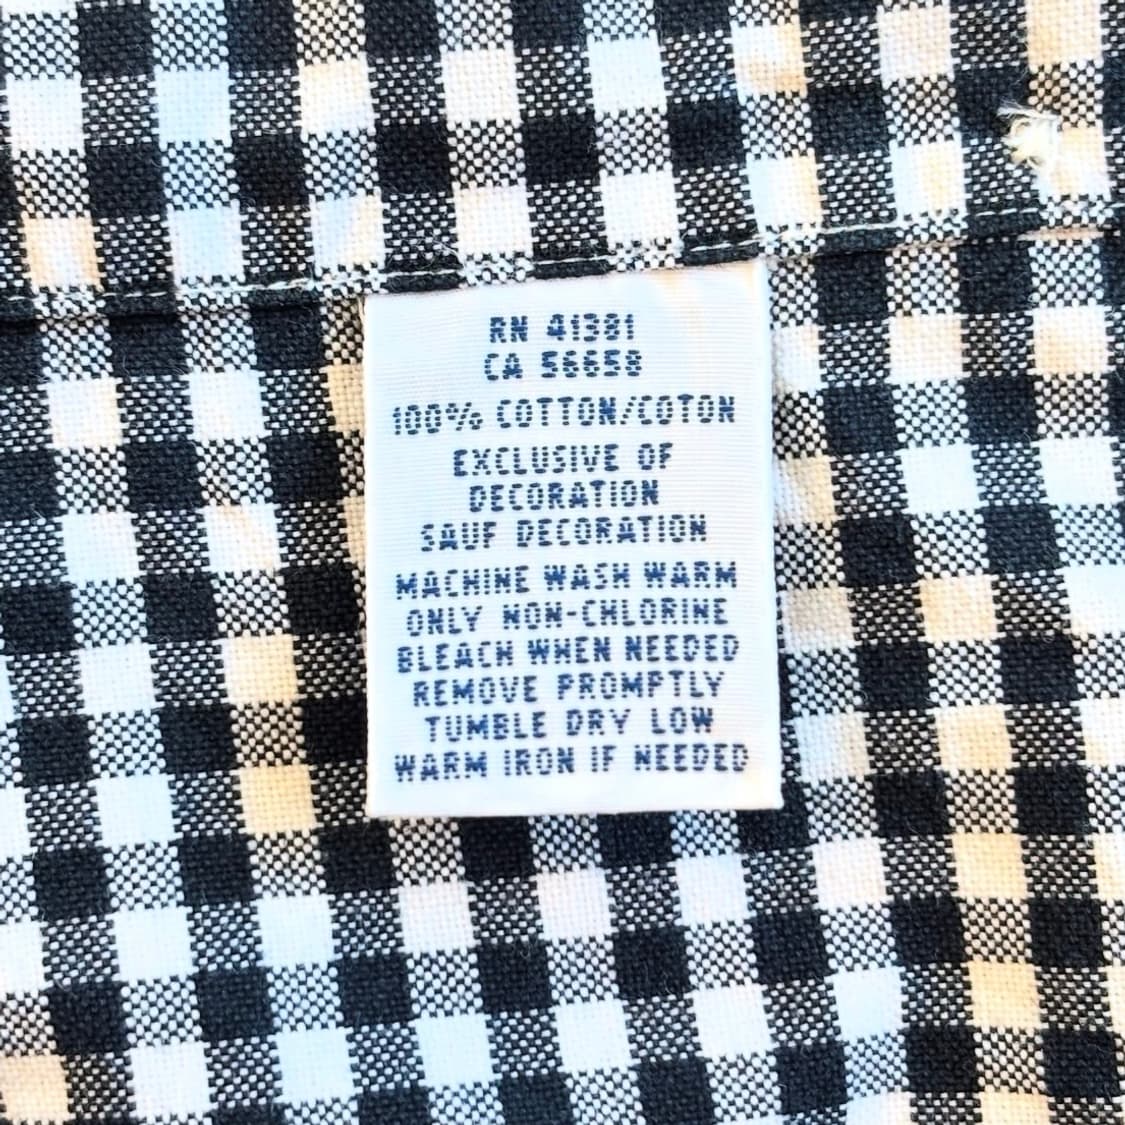 RN 41381
CA 56658
100% COTTON/COTON
EXCLUSIVE OF
DECORATION
SAUF DECORATION
MACHINE WASH WARM
ONLY NON-CHLORINE
BLEACH WHEN NEEDED
REMOVE PROMPTLY
TUMBLE DRY LOW
WARM IRON IF NEEDED